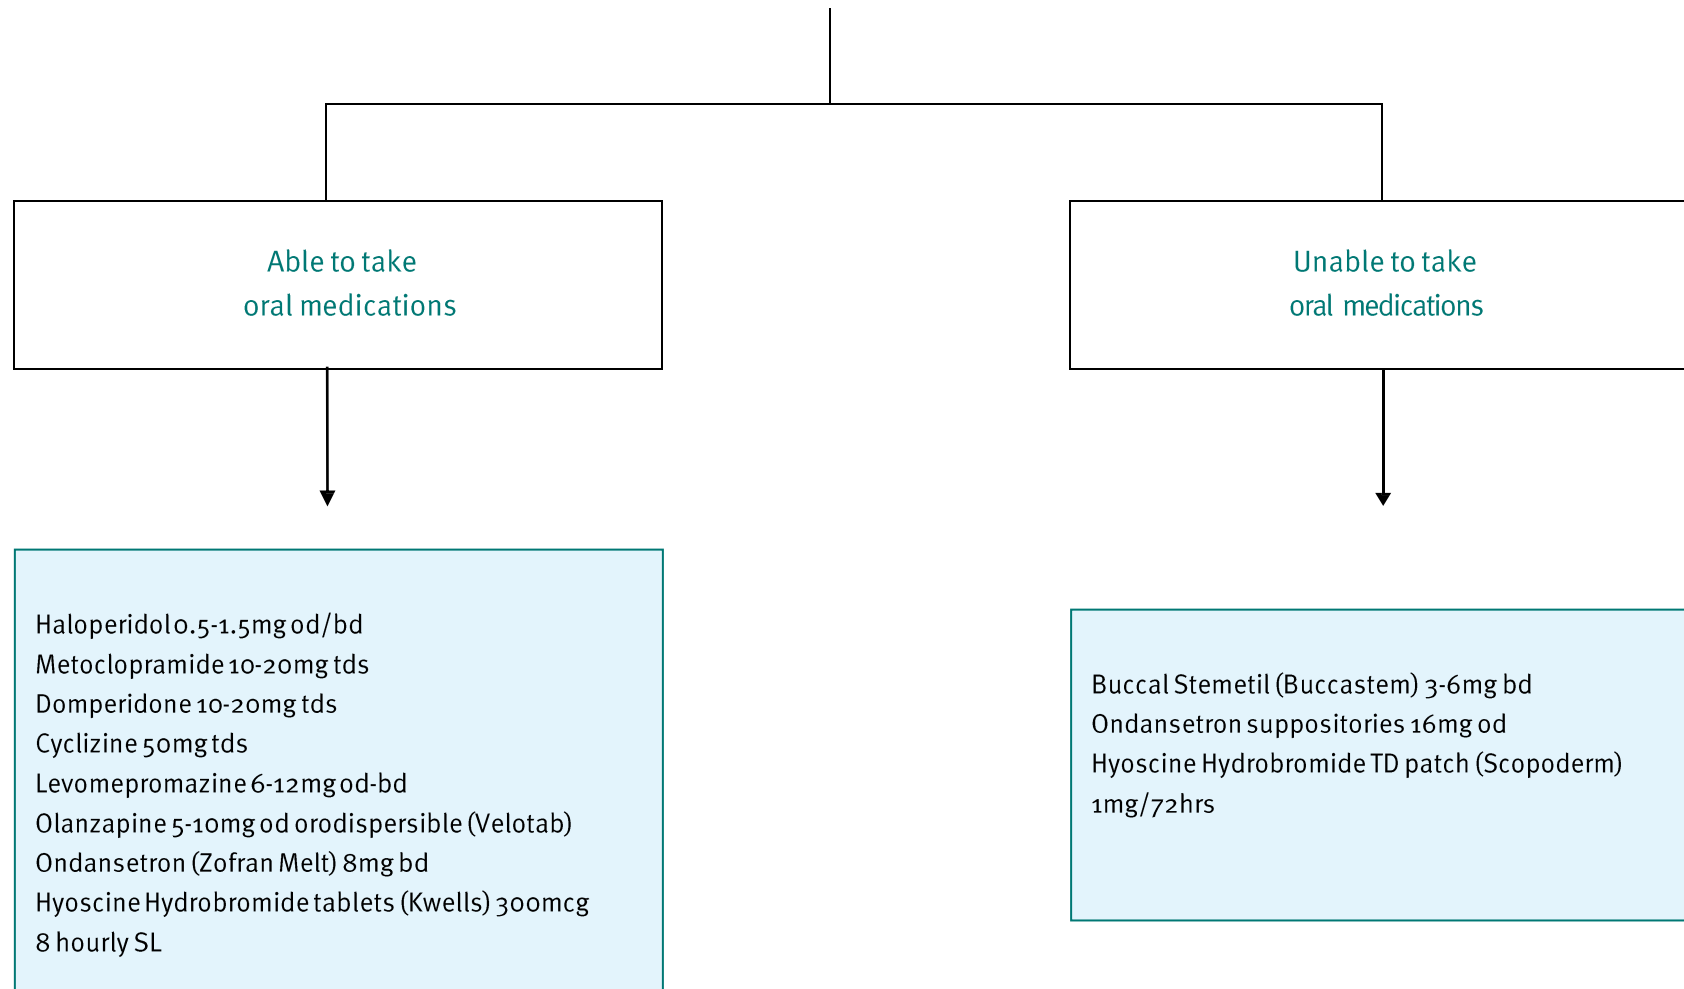 Able to take
oral medications
Unable to take
oral medications
Haloperidol 0.5-1.5mg od/bd
Metoclopramide 10-20mg tds
Domperidone 10-20mg tds
Cyclizine 50mg tds
Levomepromazine 6-12mg od-bd
Olanzapine 5-10mg od orodispersible (Velotab)
Ondansetron (Zofran Melt) 8mg bd
Hyoscine Hydrobromide tablets (Kwells) 300mcg
8 hourly SL
Buccal Stemetil (Buccastem) 3-6mg bd
Ondansetron suppositories 16mg od
Hyoscine Hydrobromide TD patch (Scopoderm)
1mg/72hrs